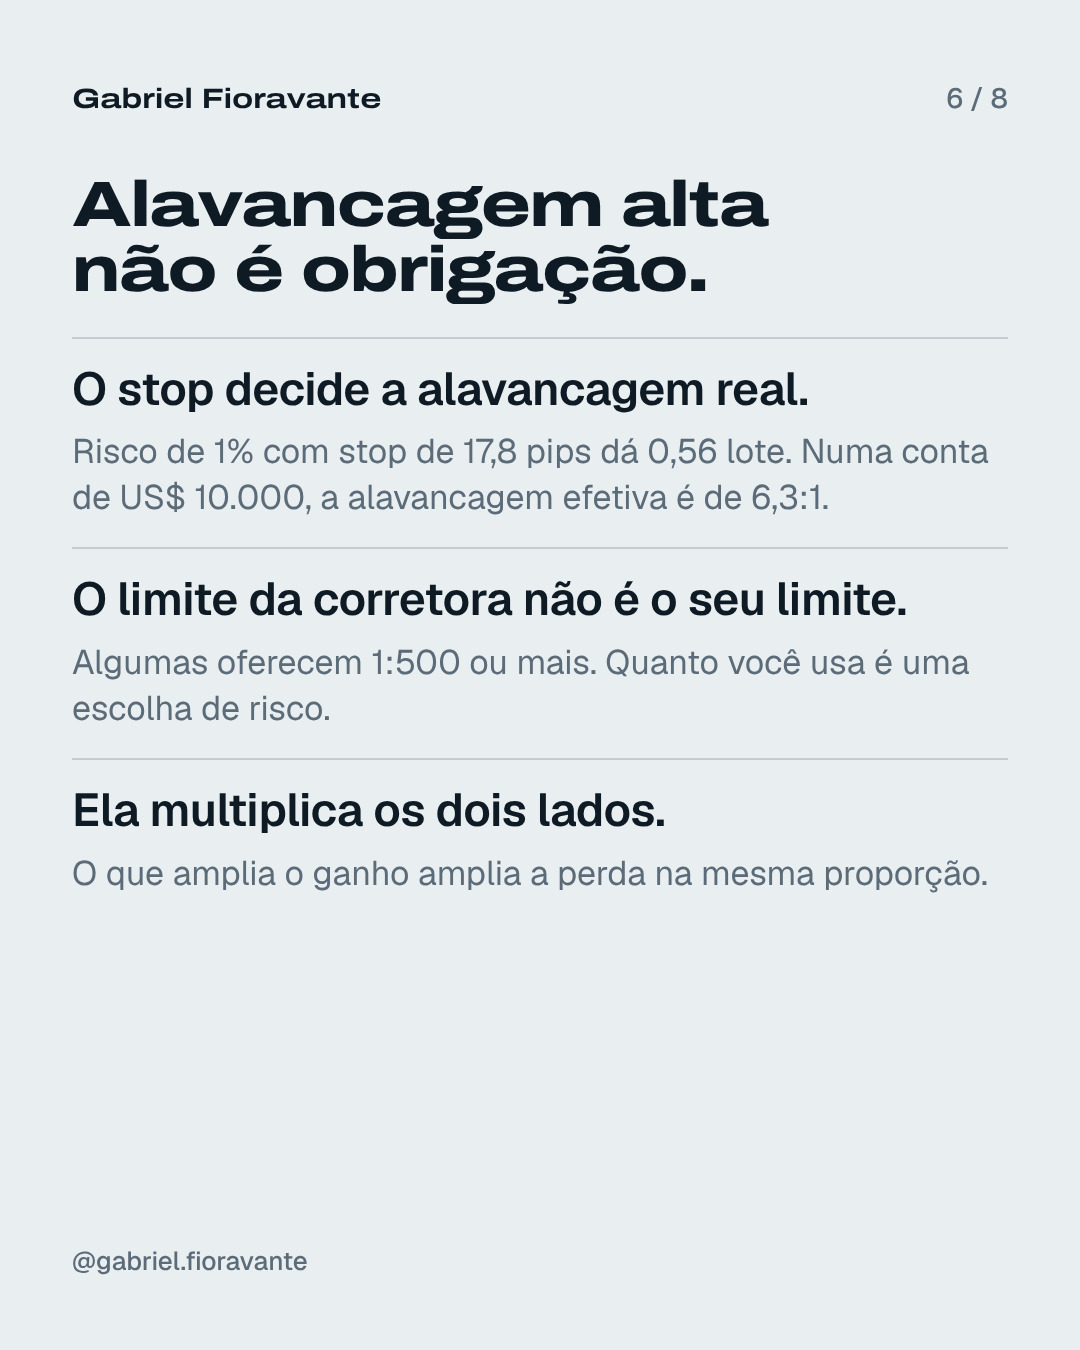 Gabriel Fioravante
6 / 8
Alavancagem alta
não é obrigação.
O stop decide a alavancagem real.
Risco de 1% com stop de 17,8 pips dá 0,56 lote. Numa conta
de US$ 10.000, a alavancagem efetiva é de 6,3:1.
O limite da corretora não é o seu limite.
Algumas oferecem 1:500 ou mais. Quanto você usa é uma
escolha de risco.
Ela multiplica os dois lados.
O que amplia o ganho amplia a perda na mesma proporção.
@gabriel.fioravante